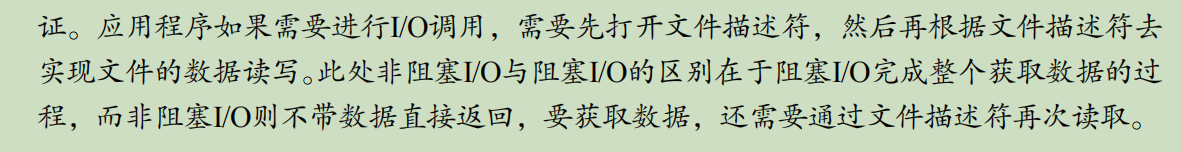 证。应用程序如果需要进行I/O调用，需要先打开文件描述符，然后再根据文件描述符去
实现文件的数据读写。此处非阻塞I/O与阻塞I/O的区别在于阻塞I/O完成整个获取数据的过
程，而非阻塞I/O则不带数据直接返回，要获取数据，还需要通过文件描述符再次读取。